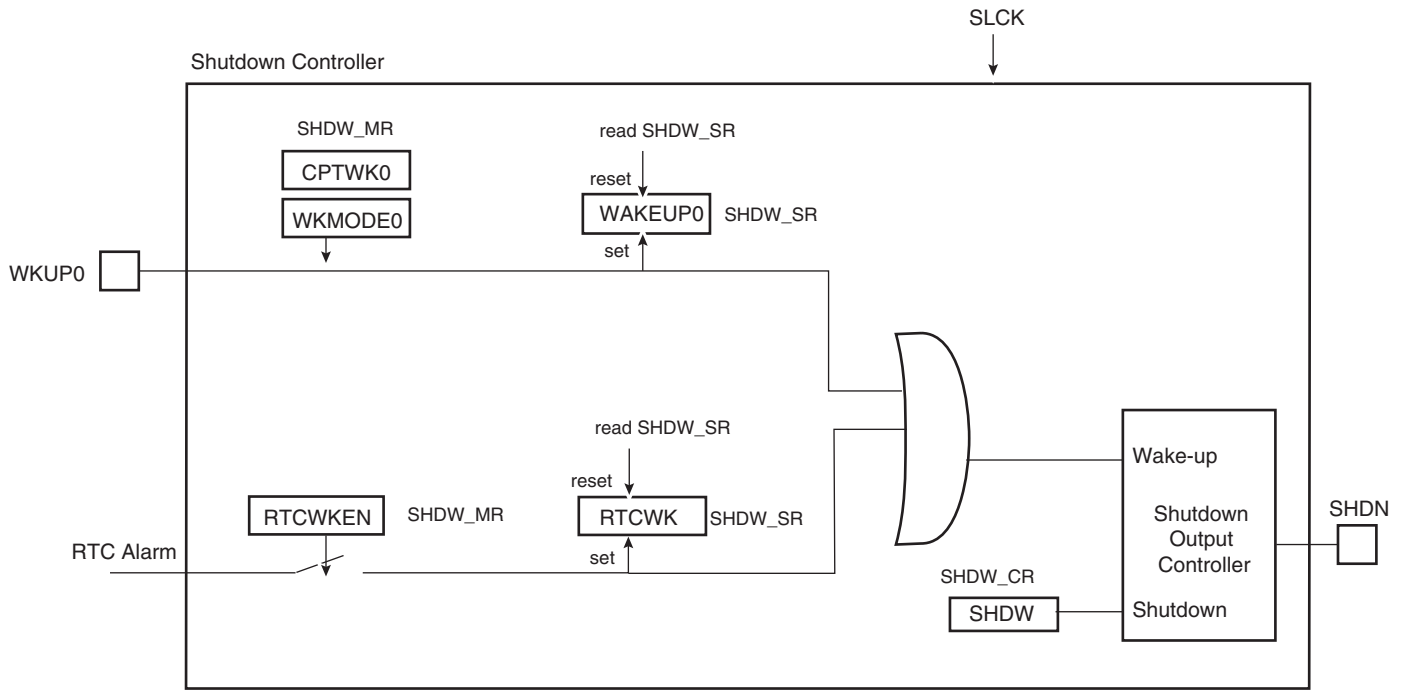 SLCK
Shutdown Controller
SHDW_MR
CPTWK0
WKMODE0
read SHDW_SR
reset
WAKEUP0
SHDW_SR
set
WKUP0
read SHDW_SR
reset
RTCWKEN
SHDW_MR
RTCWK
SHDW_SR
set
RTC Alarm
Wake-up
Shutdown
Output
Controller
SHDN
SHDW_CR
SHDW
Shutdown